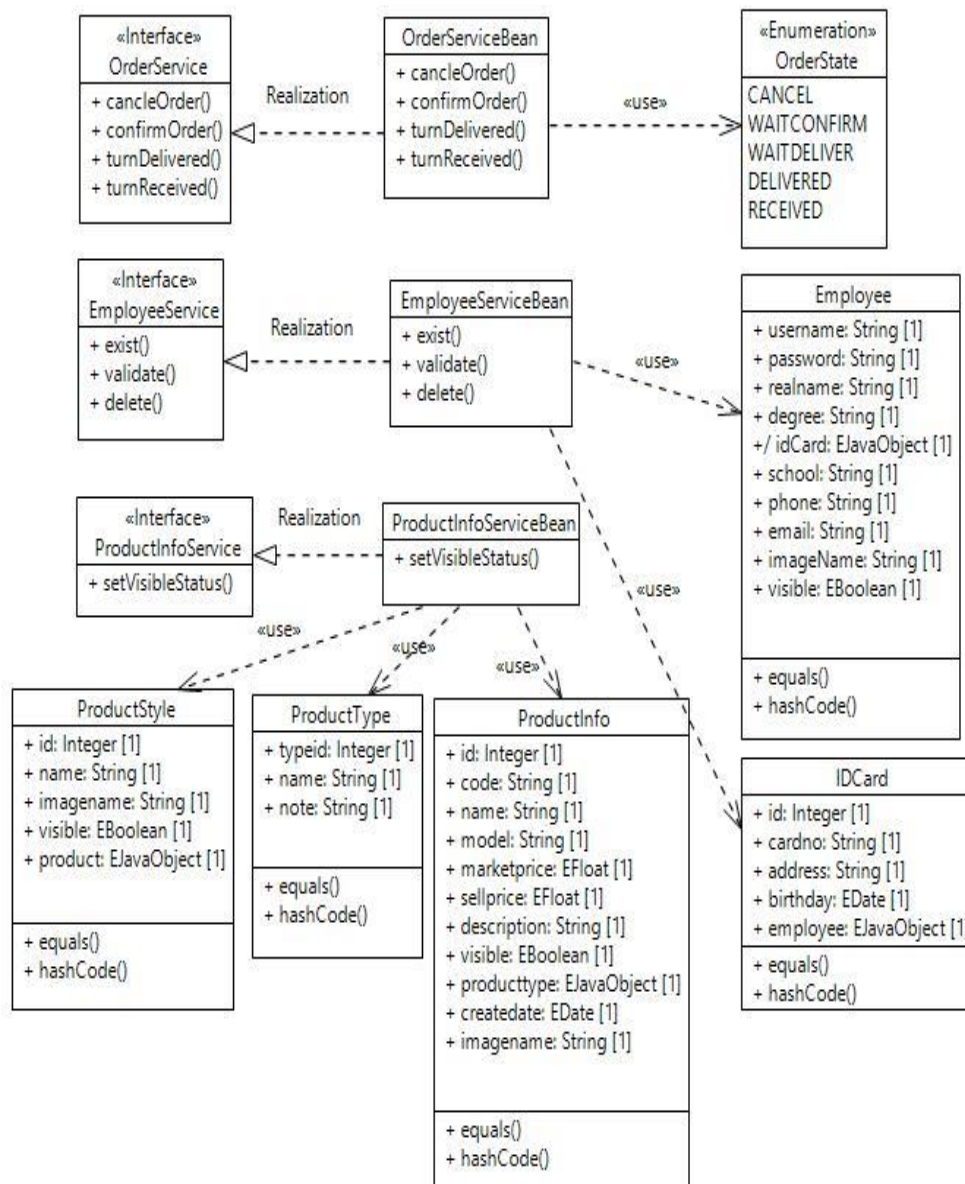 «Interface»
OrderService
+ cancleOrder()
+ confirmOrder()
+ turnDelivered()
+ turnReceived()
Realization
OrderServiceBean
+ cancleOrder()
+ confirmOrder()
+ turnDelivered()
+ turnReceived()
«use»
«Enumeration»
OrderState
CANCEL
WAITCONFIRM
WAITDELIVER
DELIVERED
RECEIVED
«Interface»
EmployeeService
+ exist()
+ validate()
+ delete()
Realization
EmployeeServiceBean
+ exist()
+ validate()
+ delete()
«use»
Employee
+ username: String [1]
+ password: String [1]
+ realname: String [1]
+ degree: String [1]
+/ idCard: EJavaObject [1]
+ school: String [1]
+ phone: String [1]
+ email: String [1]
+ imageName: String [1]
+ visible: EBoolean [1]
+ equals()
+ hashCode()
«Interface»
ProductInfoService
+ setVisibleStatus()
Realization
ProductInfoServiceBean
+ setVisibleStatus()
«use»
«use»
«use»
«use»
ProductStyle
+ id: Integer [1]
+ name: String [1]
+ imagename: String [1]
+ visible: EBoolean [1]
+ product: EJavaObject [1]
+ equals()
+ hashCode()
ProductType
+ typeid: Integer [1]
+ name: String [1]
+ note: String [1]
+ equals()
+ hashCode()
ProductInfo
+ id: Integer [1]
+ code: String [1]
+ name: String [1]
+ model: String [1]
+ marketprice: EFloat [1]
+ sellprice: EFloat [1]
+ description: String [1]
+ visible: EBoolean [1]
+ producttype: EJavaObject [1]
+ createdate: EDate [1]
+ imagename: String [1]
+ equals()
+ hashCode()
IDCard
+ id: Integer [1]
+ cardno: String [1]
+ address: String [1]
+ birthday: EDate [1]
+ employee: EJavaObject [1]
+ equals()
+ hashCode()